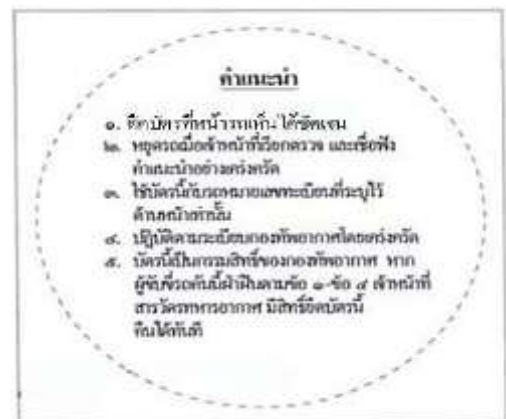 คำแนะนำ
๑. ติดบัตรที่หน้ารถเห็นได้ชัดเจน
๒. หยุดรถเมื่อเจ้าหน้าที่เรียกตรวจ และเชื่อฟัง
คำแนะนำอย่างเคร่งครัด
๓. ใช้บัตรนี้กับรถหมายเลขทะเบียนที่ระบุไว้
ด้านหน้าเท่านั้น
๔. ปฏิบัติตามระเบียบกองทัพอากาศโดยเคร่งครัด
๕. บัตรนี้เป็นกรรมสิทธิ์ของกองทัพอากาศ หาก
ผู้ขับขี่รถคันนี้ฝ่าฝืนตามข้อ ๑-ข้อ ๔ เจ้าหน้าที่
สารวัตรทหารอากาศ มีสิทธิ์ยึดบัตรนี้
คืนได้ทันที